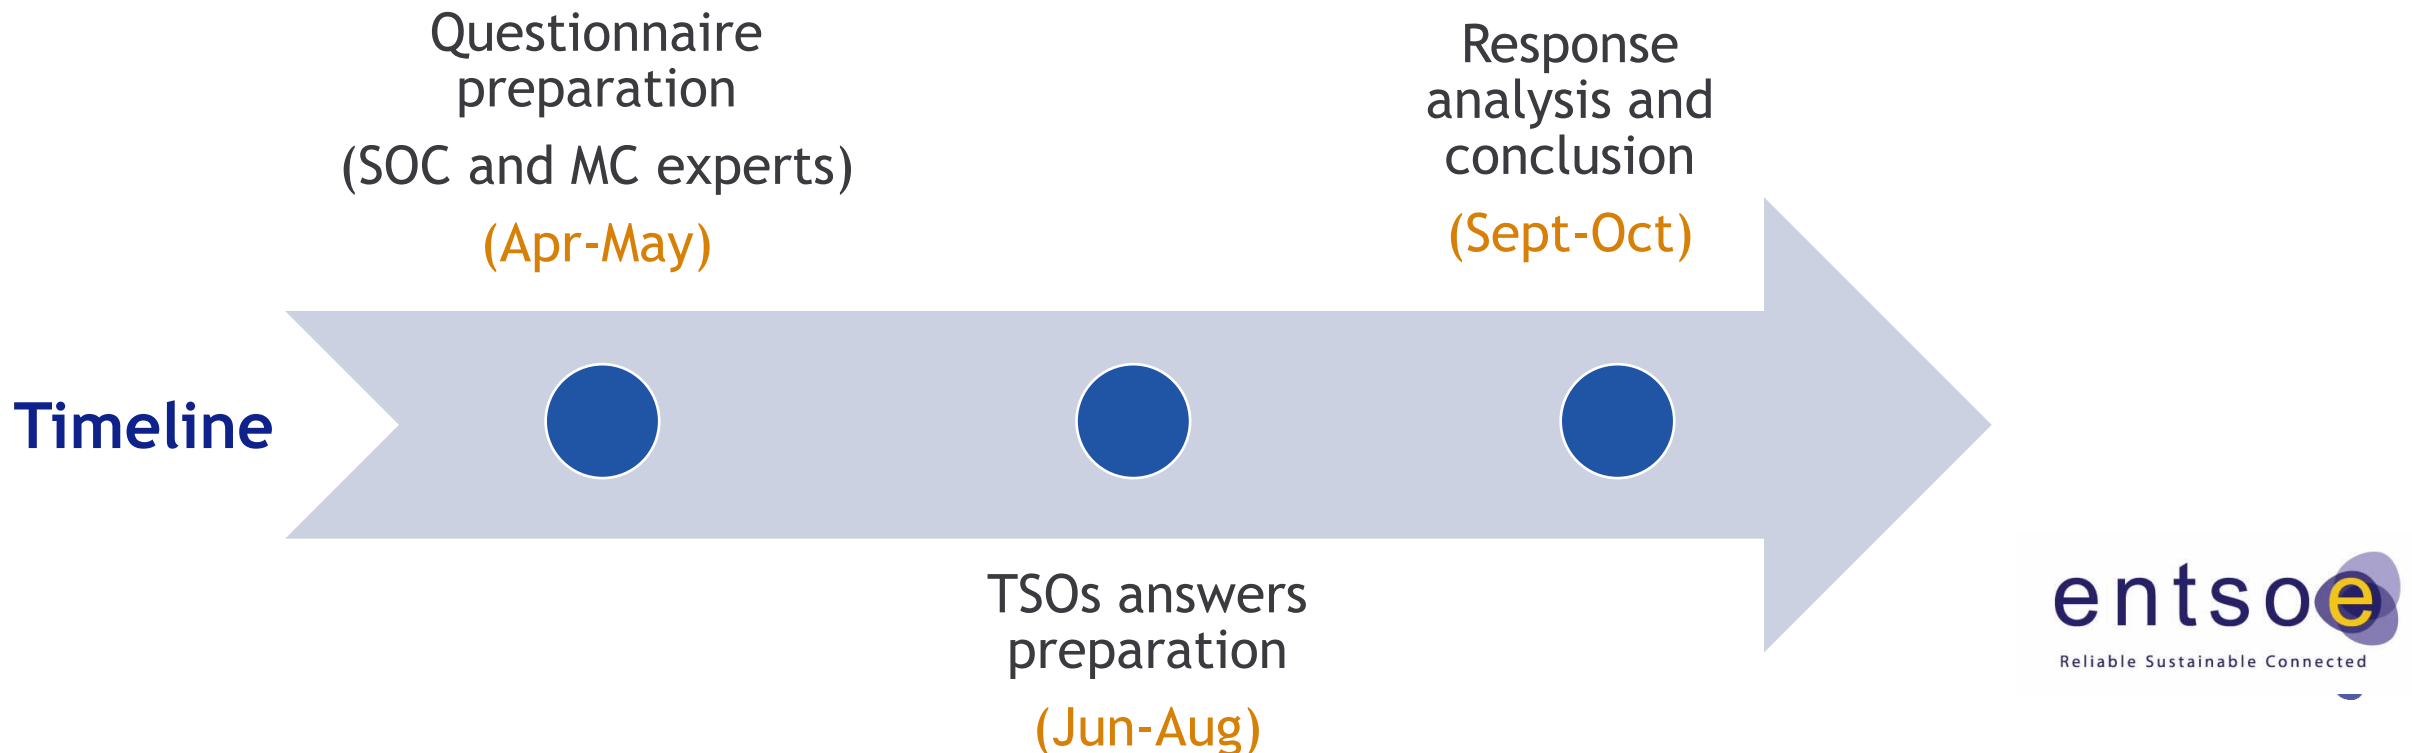 Questionnaire
preparation
(SOC and MC experts)
(Apr-May)
Response
analysis and
conclusion
(Sept-Oct)
Timeline
TSOs answers
preparation
(Jun-Aug)
entsoe
Reliable Sustainable Connected